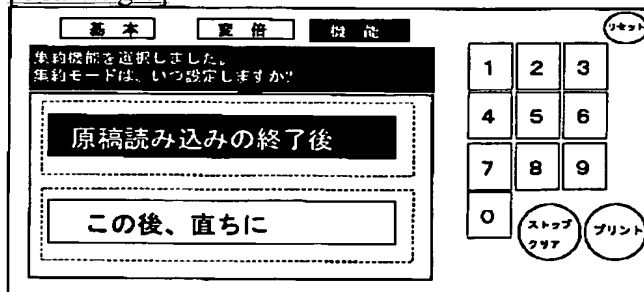 基本 変倍 機能
リセット
集約機能を選択しました。
集約モードは、いつ設定しますか?
原稿読み込みの終了後
この後、直ちに
1 2 3
4 5 6
7 8 9
0
ストップ
クリア
プリント